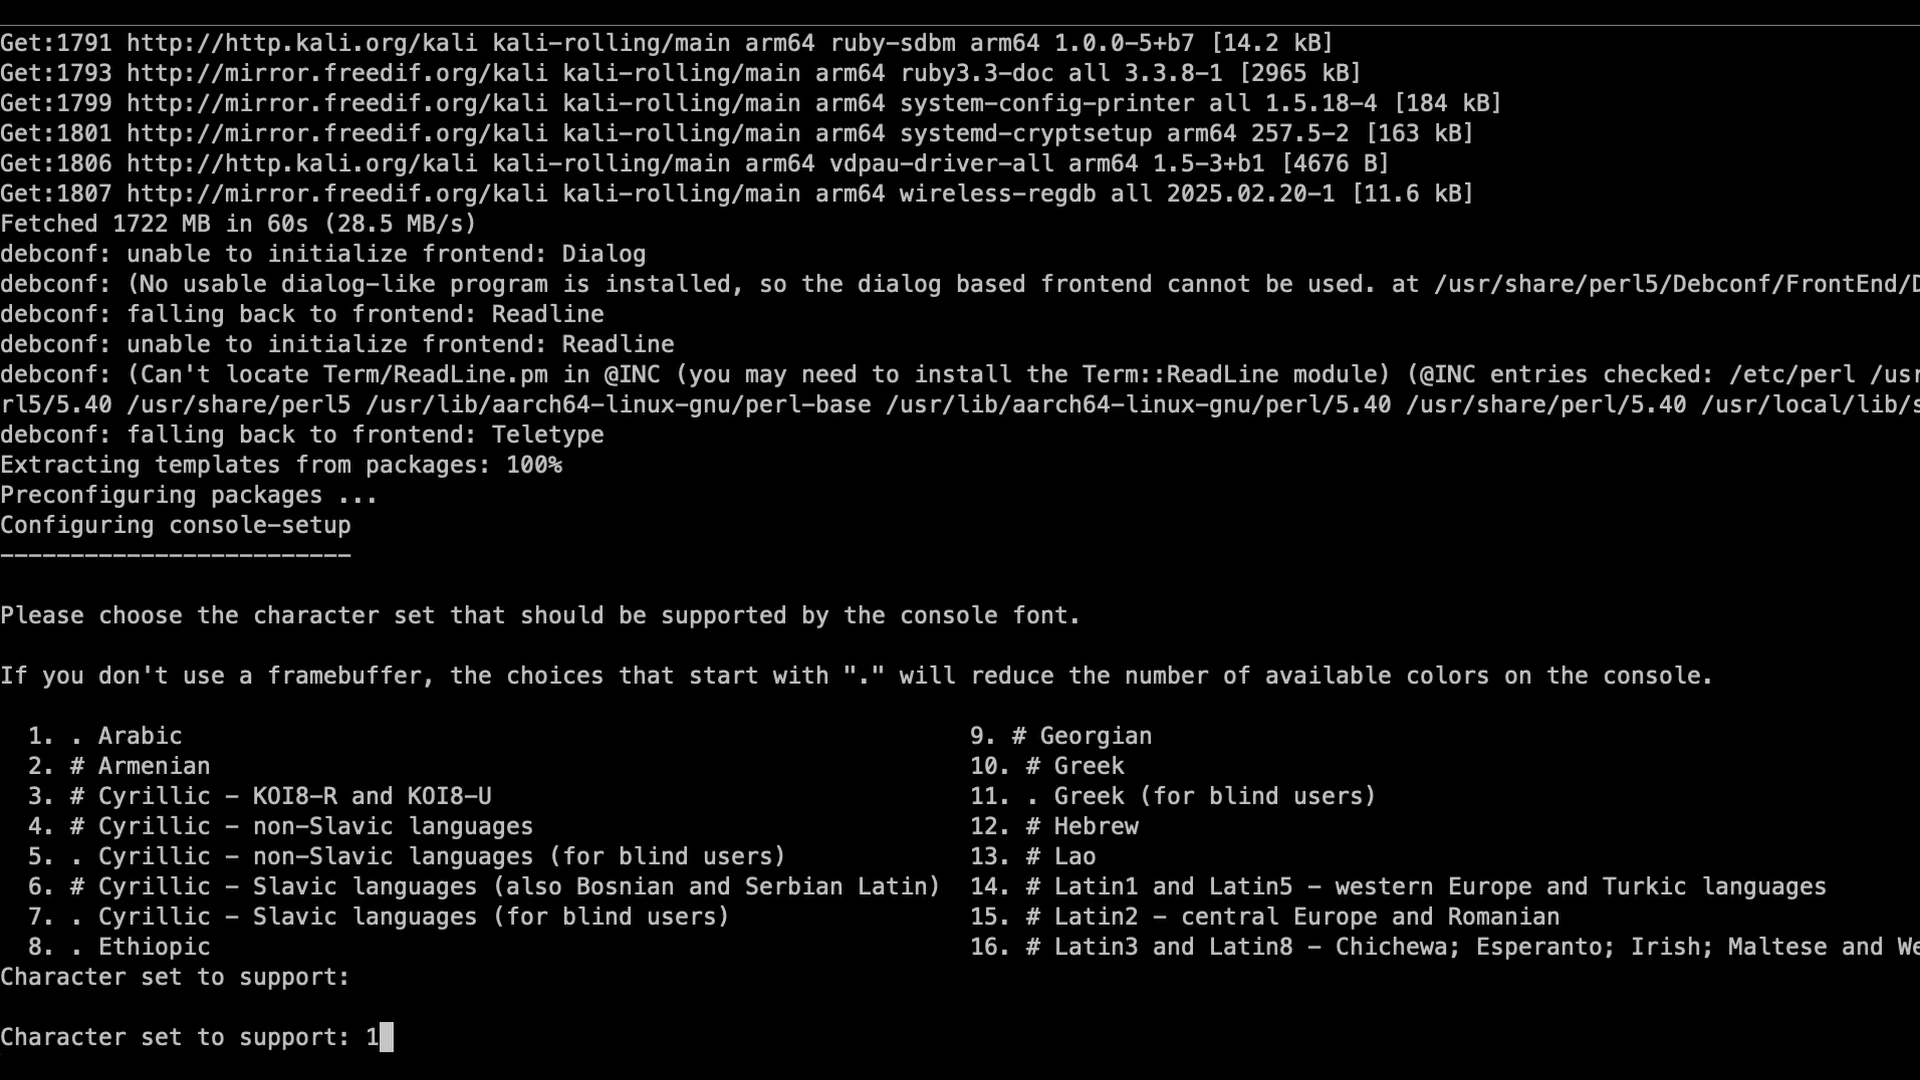 Get:1791 http://http.kali.org/kali kali-rolling/main arm64 ruby-sdbm arm64 1.0.0-5+b7 [14.2 kB]
Get:1793 http://mirror.freedif.org/kali kali-rolling/main arm64 ruby3.3-doc all 3.3.8-1 [2965 kB]
Get:1799 http://mirror.freedif.org/kali kali-rolling/main arm64 system-config-printer all 1.5.18-4 [184 kB]
Get:1801 http://mirror.freedif.org/kali kali-rolling/main arm64 systemd-cryptsetup arm64 257.5-2 [163 kB]
Get:1806 http://http.kali.org/kali kali-rolling/main arm64 vdpau-driver-all arm64 1.5-3+b1 [4676 B]
Get:1807 http://mirror.freedif.org/kali kali-rolling/main arm64 wireless-regdb all 2025.02.20-1 [11.6 kB]
Fetched 1722 MB in 60s (28.5 MB/s)
debconf: unable to initialize frontend: Dialog
debconf: (No usable dialog-like program is installed, so the dialog based frontend cannot be used. at /usr/share/perl5/Debconf/FrontEnd/D
debconf: falling back to frontend: Readline
debconf: unable to initialize frontend: Readline
debconf: (Can't locate Term/ReadLine.pm in @INC (you may need to install the Term::ReadLine module) (@INC entries checked: /etc/perl /usr
rl5/5.40 /usr/share/perl5 /usr/lib/aarch64-linux-gnu/perl-base /usr/lib/aarch64-linux-gnu/perl/5.40 /usr/share/perl/5.40 /usr/local/lib/s
debconf: falling back to frontend: Teletype
Extracting templates from packages: 100%
Preconfiguring packages ...
Configuring console-setup
-------------------------
Please choose the character set that should be supported by the console font.
If you don't use a framebuffer, the choices that start with "." will reduce the number of available colors on the console.
1. . Arabic 9. # Georgian
2. # Armenian 10. # Greek
3. # Cyrillic - KOI8-R and KOI8-U 11. . Greek (for blind users)
4. # Cyrillic - non-Slavic languages 12. # Hebrew
5. . Cyrillic - non-Slavic languages (for blind users) 13. # Lao
6. # Cyrillic - Slavic languages (also Bosnian and Serbian Latin) 14. # Latin1 and Latin5 - western Europe and Turkic languages
7. . Cyrillic - Slavic languages (for blind users) 15. # Latin2 - central Europe and Romanian
8. . Ethiopic 16. # Latin3 and Latin8 - Chichewa; Esperanto; Irish; Maltese and We
Character set to support:
Character set to support: 1